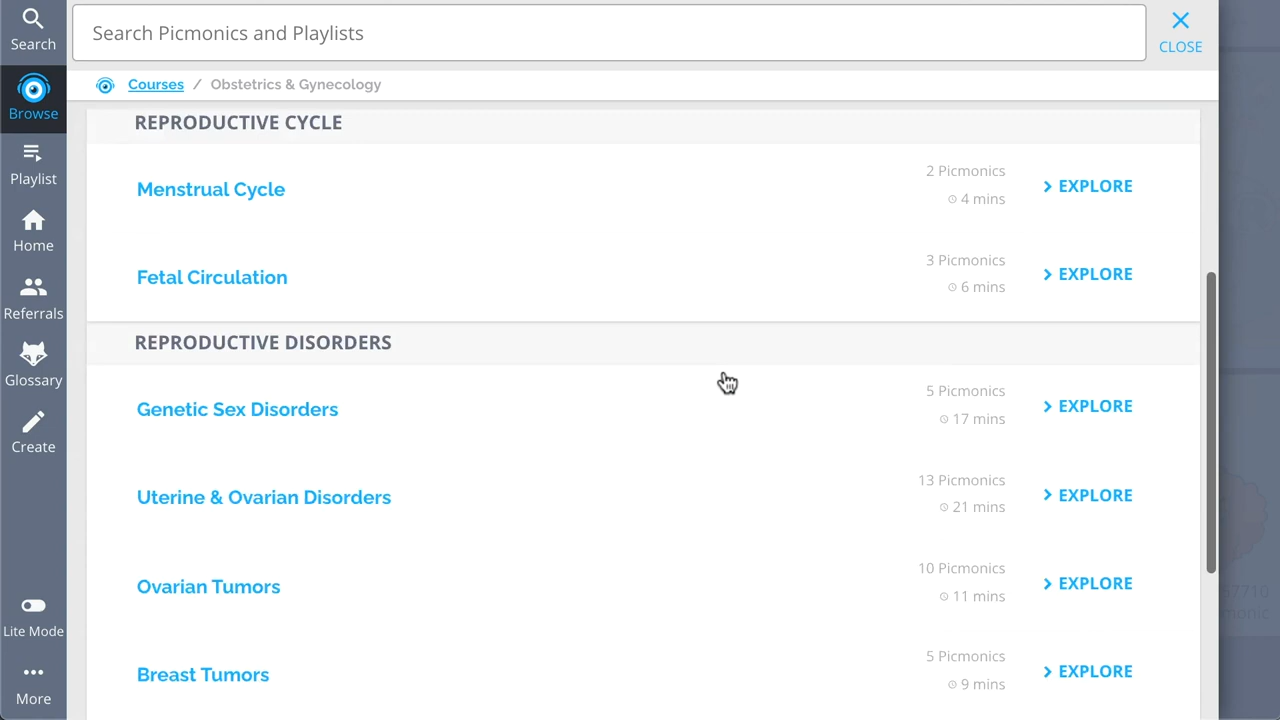 Search
Search Picmonics and Playlists
CLOSE
Browse
Courses / Obstetrics & Gynecology
REPRODUCTIVE CYCLE
Playlist
Menstrual Cycle
2 Picmonics
4 mins
EXPLORE
Home
Fetal Circulation
3 Picmonics
6 mins
EXPLORE
Referrals
REPRODUCTIVE DISORDERS
Glossary
Genetic Sex Disorders
5 Picmonics
17 mins
EXPLORE
Create
Uterine & Ovarian Disorders
13 Picmonics
21 mins
EXPLORE
Ovarian Tumors
10 Picmonics
11 mins
EXPLORE
Lite Mode
Breast Tumors
5 Picmonics
9 mins
EXPLORE
More